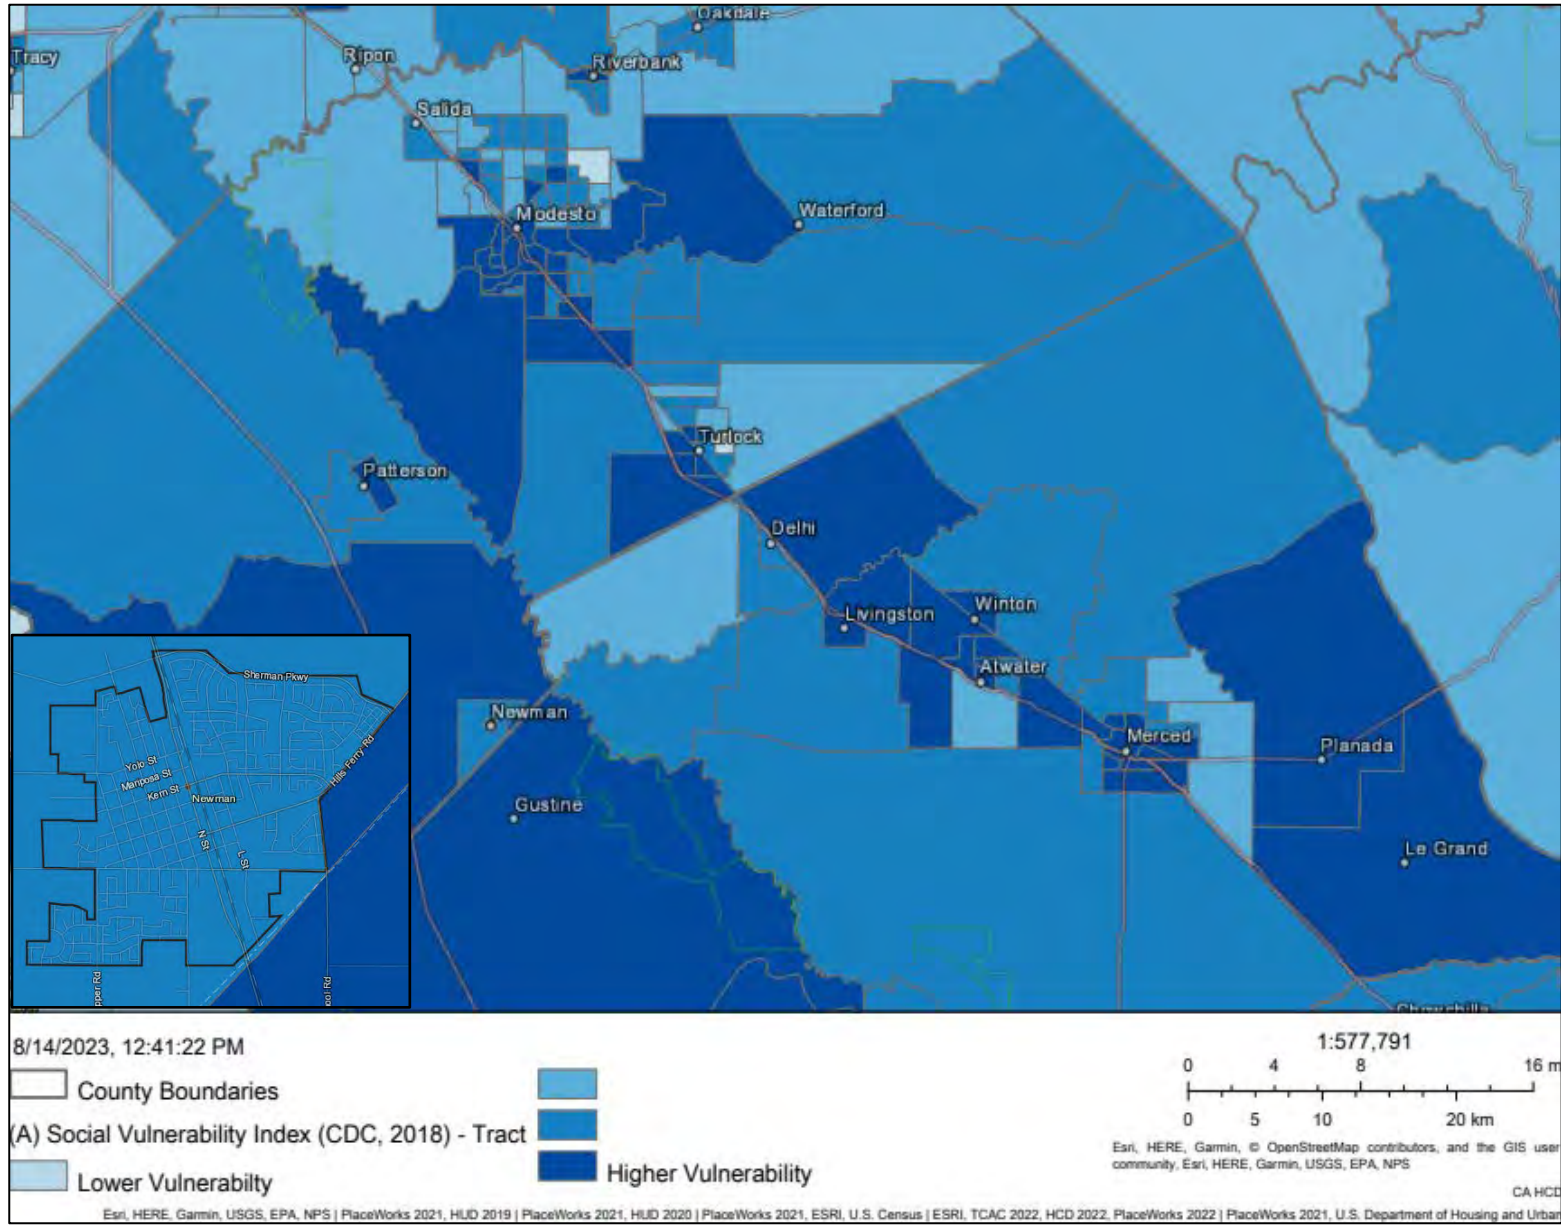 Oakdale
Tracy
Ripon
Riverbank
Salida
Modesto
Waterford
Turlock
Patterson
Delhi
Livingston
Winton
Atwater
Newman
Merced
Planada
Gustine
Le Grand
Chowchilla
Sherman Pkwy
Hills Ferry Rd
Yolo St
Mariposa St
Kern St
Newman
N St
L St
pper Rd
ool Rd
8/14/2023, 12:41:22 PM
County Boundaries
(A) Social Vulnerability Index (CDC, 2018) - Tract
Lower Vulnerabilty
Higher Vulnerability
1:577,791
0 4 8 16 m
0 5 10 20 km
Esri, HERE, Garmin, © OpenStreetMap contributors, and the GIS user
community, Esri, HERE, Garmin, USGS, EPA, NPS
CA HCD
Esri, HERE, Garmin, USGS, EPA, NPS | PlaceWorks 2021, HUD 2019 | PlaceWorks 2021, HUD 2020 | PlaceWorks 2021, ESRI, U.S. Census | ESRI, TCAC 2022, HCD 2022, PlaceWorks 2022 | PlaceWorks 2021, U.S. Department of Housing and Urban